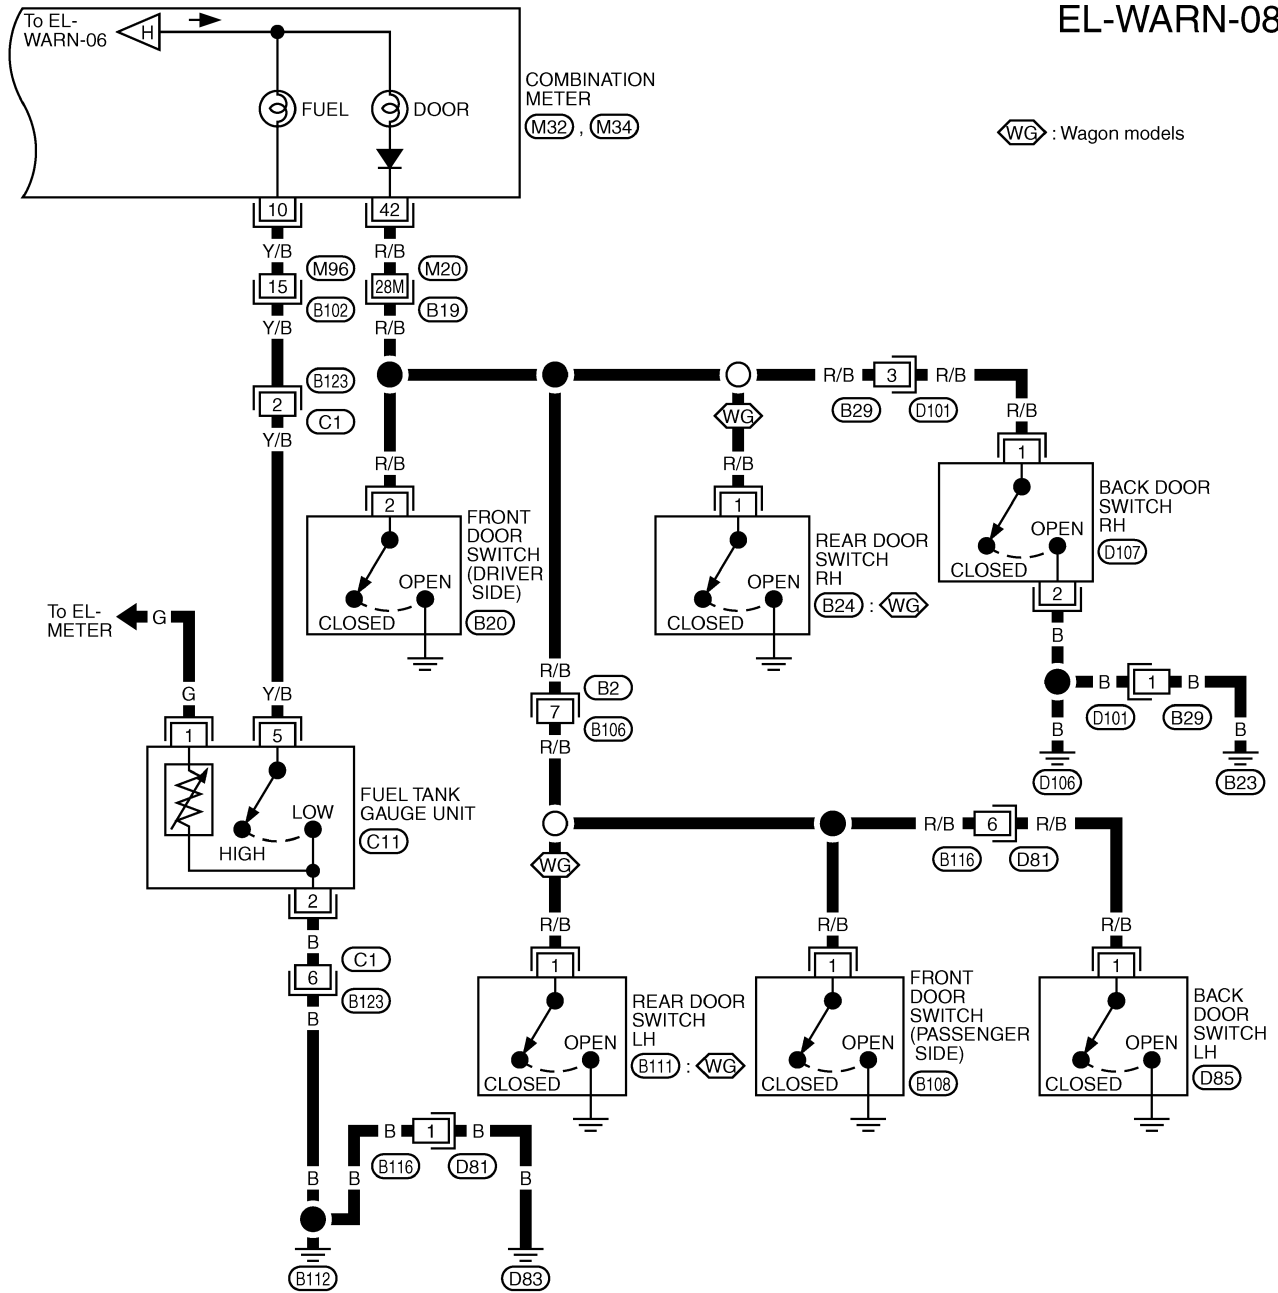 To EL-
WARN-06
H
EL-WARN-08
FUEL
DOOR
COMBINATION
METER
M32 , M34
WG : Wagon models
10
42
Y/B
R/B
M96
M20
15
28M
B102
B19
Y/B
R/B
B123
2
C1
Y/B
R/B
3
R/B
B29
D101
WG
R/B
R/B
R/B
2
1
1
FRONT
DOOR
SWITCH
(DRIVER
SIDE)
B20
OPEN
CLOSED
REAR DOOR
SWITCH
RH
B24 : WG
OPEN
CLOSED
BACK DOOR
SWITCH
RH
D107
OPEN
CLOSED
2
B
B
1
B
D101
B29
B
B
D106
B23
To EL-
METER
G
G
Y/B
1
5
R/B
B2
7
B106
R/B
FUEL TANK
GAUGE UNIT
C11
LOW
HIGH
2
B
C1
6
B123
B
WG
R/B
6
R/B
B116
D81
R/B
R/B
R/B
1
1
1
REAR DOOR
SWITCH
LH
B111 : WG
OPEN
CLOSED
FRONT
DOOR
SWITCH
(PASSENGER
SIDE)
B108
OPEN
CLOSED
BACK
DOOR
SWITCH
LH
D85
OPEN
CLOSED
B
1
B
B116
D81
B
B
B
B112
D83